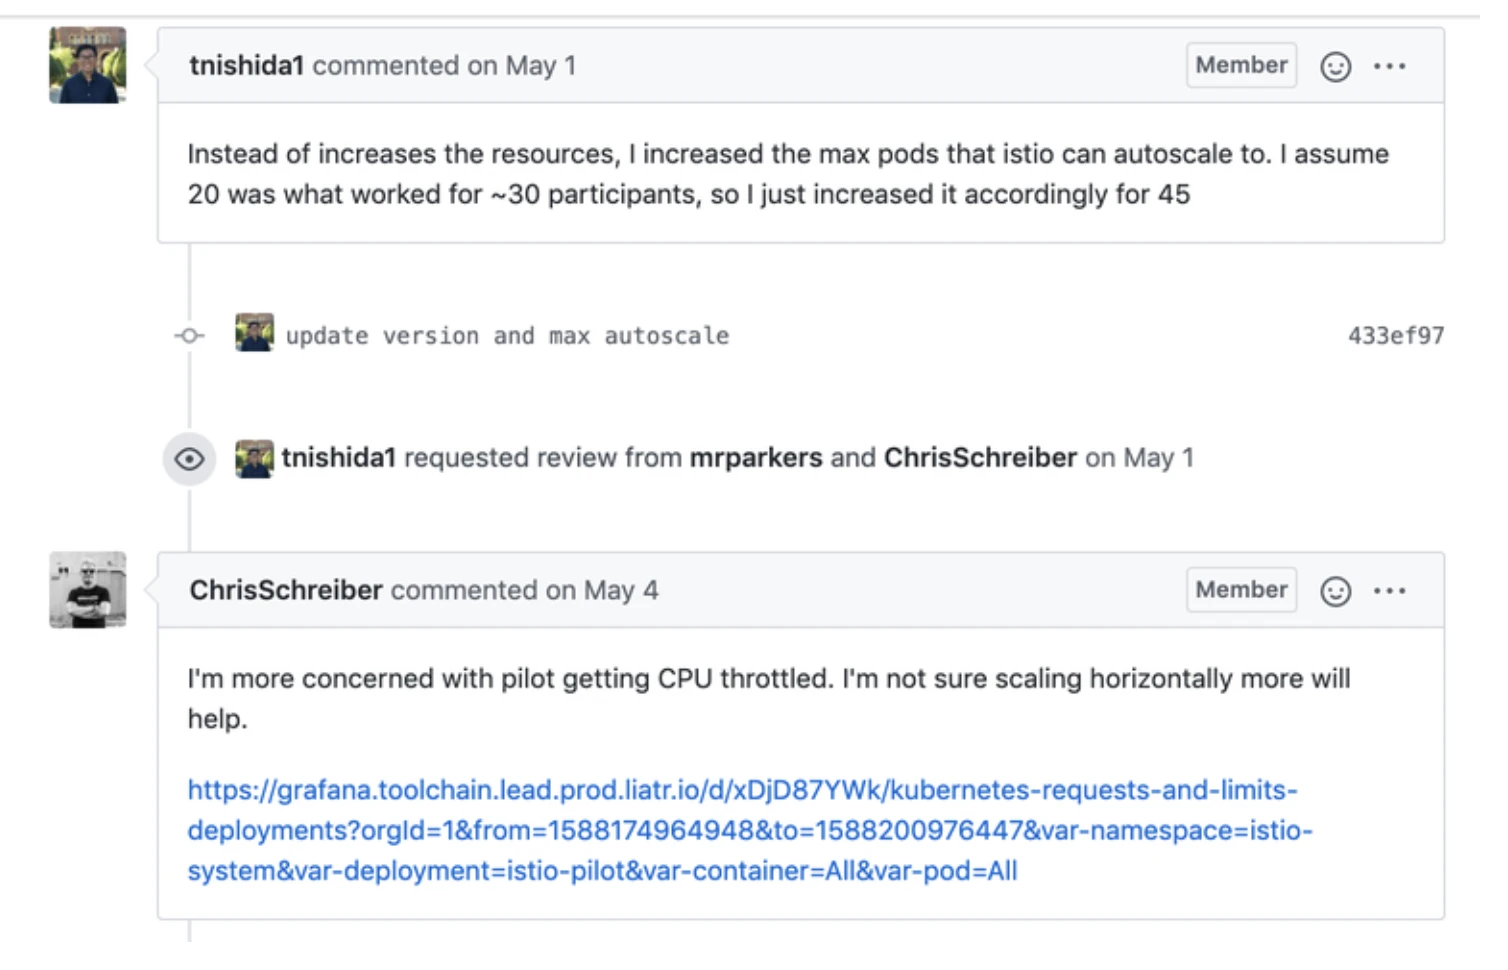 tnishida1 commented on May 1
Member
Instead of increases the resources, I increased the max pods that istio can autoscale to. I assume
20 was what worked for ~30 participants, so I just increased it accordingly for 45
update version and max autoscale
433ef97
tnishida1 requested review from mrparkers and ChrisSchreiber on May 1
ChrisSchreiber commented on May 4
Member
I'm more concerned with pilot getting CPU throttled. I'm not sure scaling horizontally more will
help.
https://grafana.toolchain.lead.prod.liatr.io/d/xDjD87YWk/kubernetes-requests-and-limits-
deployments?orgId=1&from=1588174964948&to=1588200976447&var-namespace=istio-
system&var-deployment=istio-pilot&var-container=All&var-pod=All